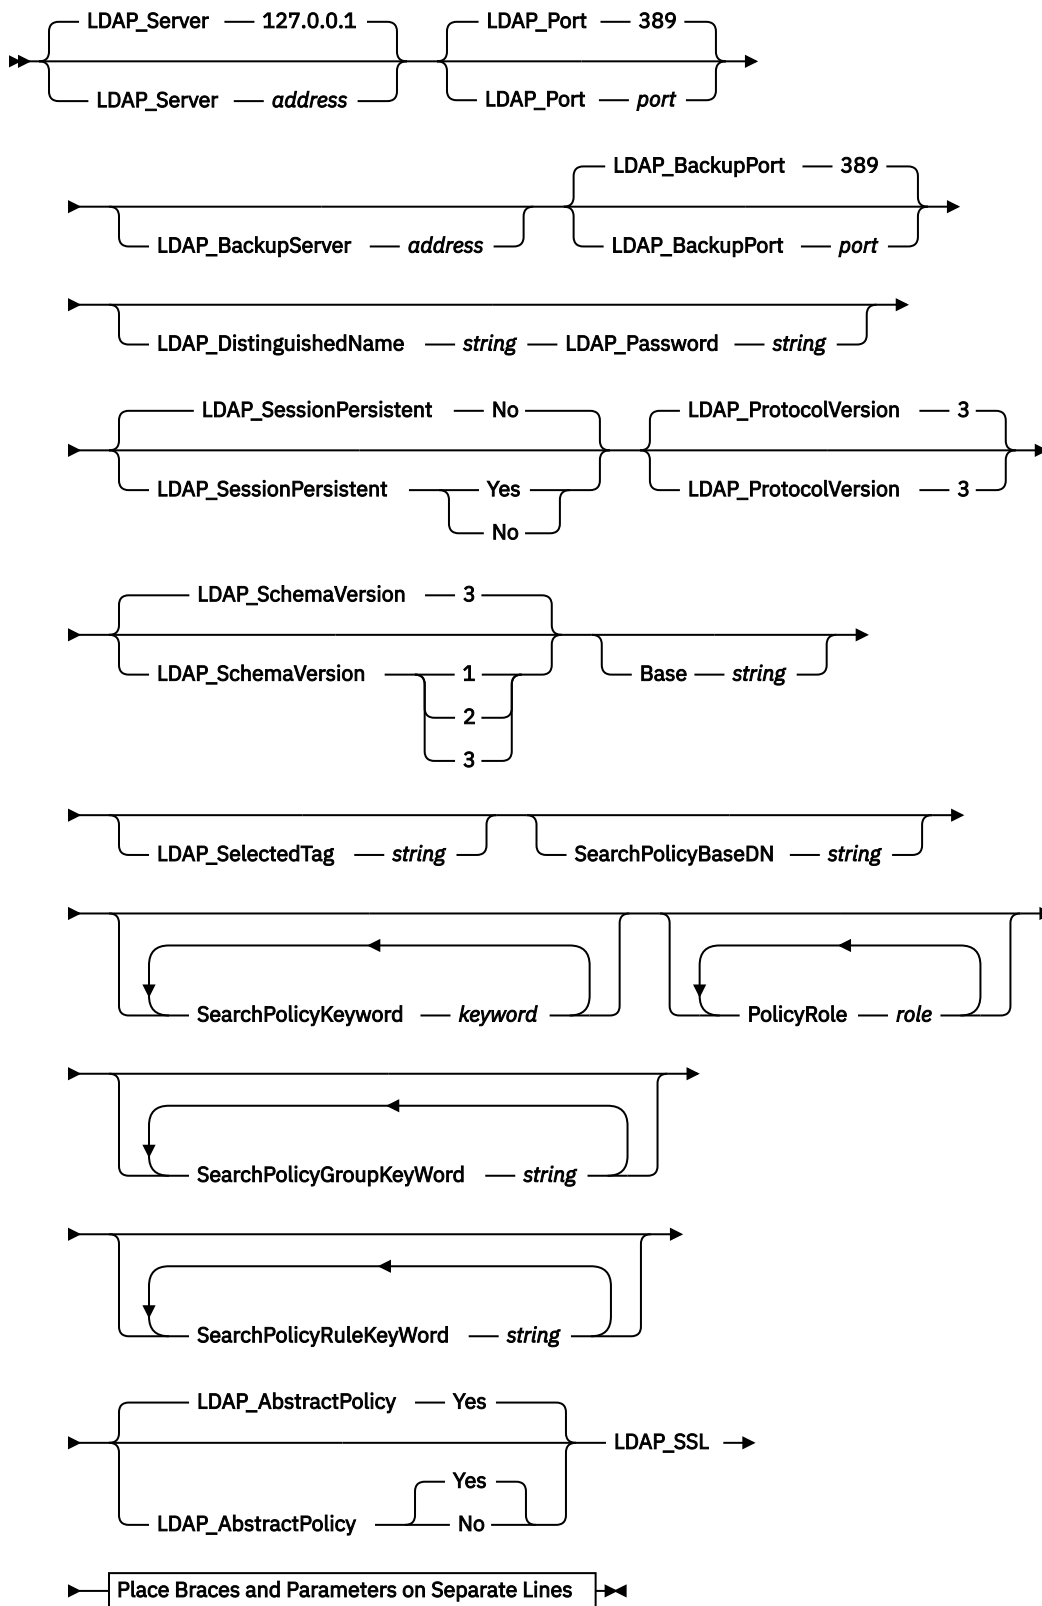 LDAP_Server 127.0.0.1 LDAP_Port 389
LDAP_Server address LDAP_Port port
LDAP_BackupPort 389
LDAP_BackupServer address LDAP_BackupPort port
LDAP_DistinguishedName string LDAP_Password string
LDAP_SessionPersistent No LDAP_ProtocolVersion 3
LDAP_SessionPersistent Yes LDAP_ProtocolVersion 3
No
LDAP_SchemaVersion 3
LDAP_SchemaVersion 1 Base string
2
3
LDAP_SelectedTag string SearchPolicyBaseDN string
SearchPolicyKeyword keyword PolicyRole role
SearchPolicyGroupKeyWord string
SearchPolicyRuleKeyWord string
LDAP_AbstractPolicy Yes
LDAP_SSL
Yes
LDAP_AbstractPolicy No
Place Braces and Parameters on Separate Lines